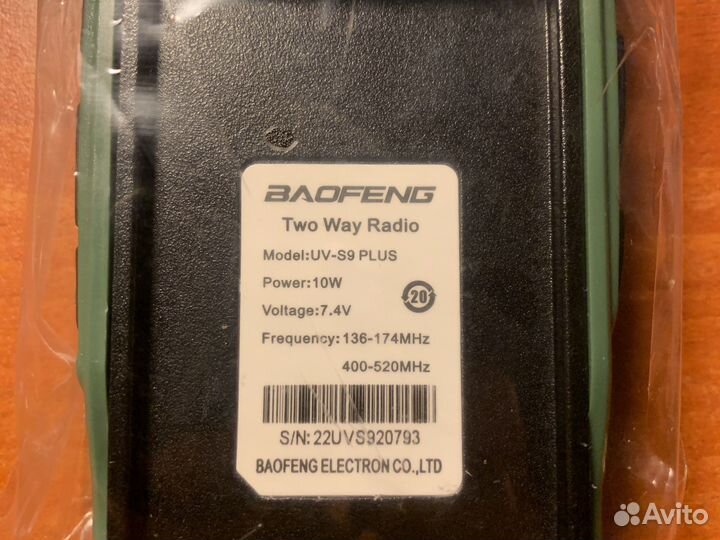 BAOFENG
Two Way Radio
Model:UV-S9 PLUS
Power:10W
Voltage:7.4V
20
Frequency:136-174MHz
400-520MHz
S/N:22UVS920793
BAOFENG ELECTRON CO.,LTD
Avito